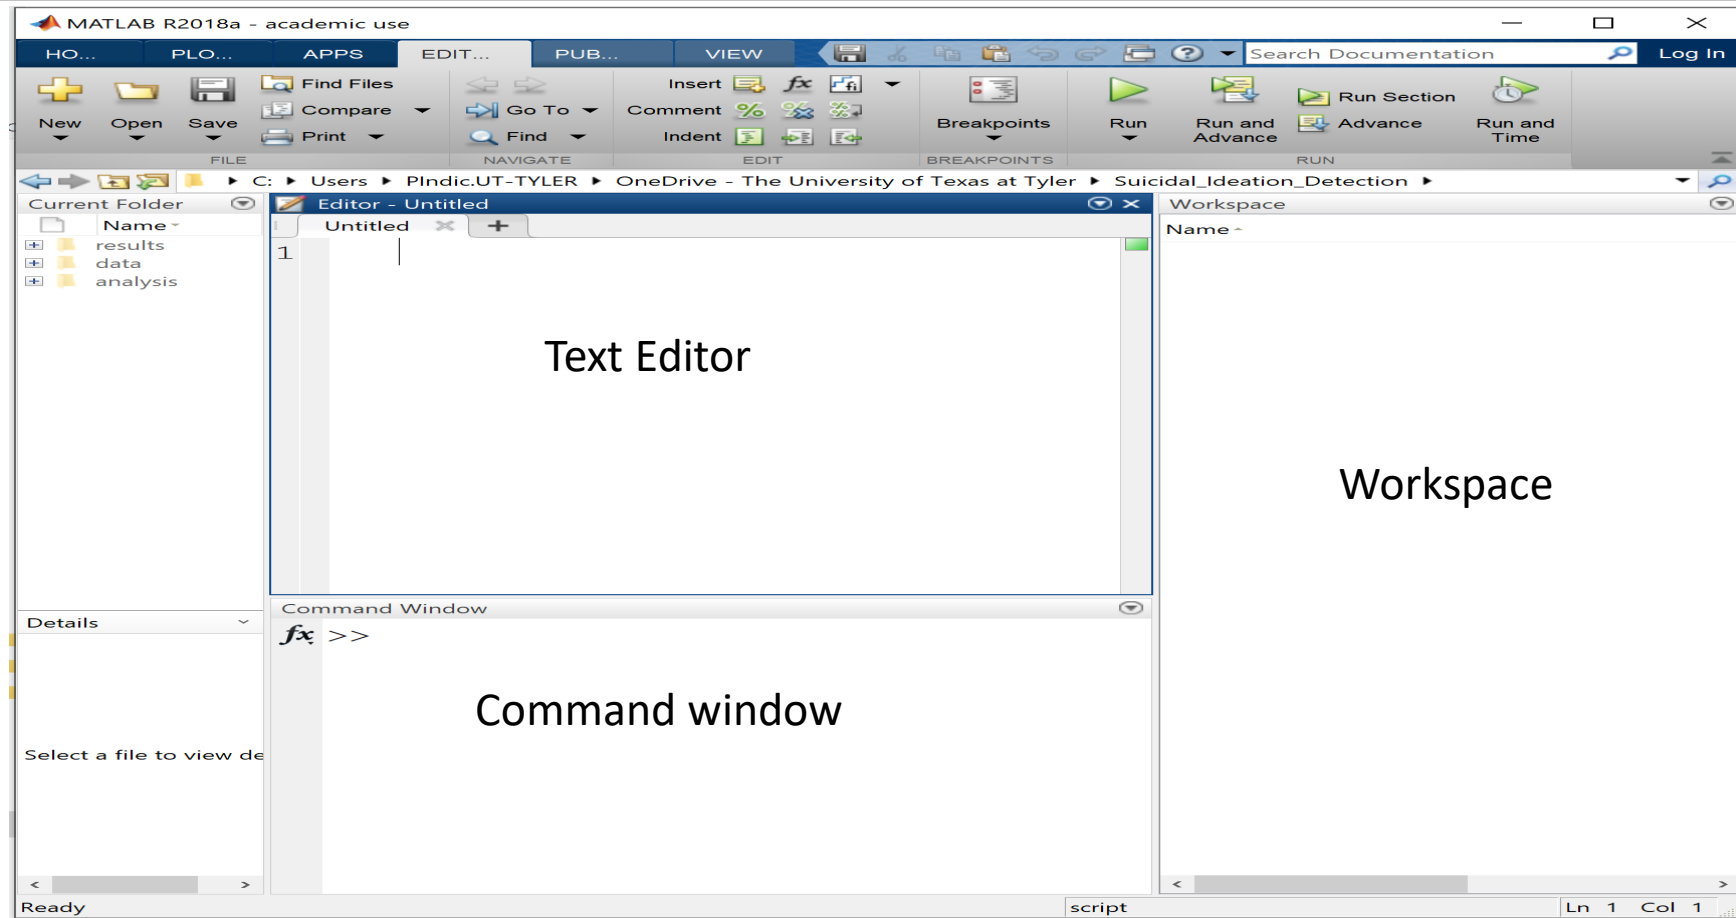 MATLAB R2018a - academic use
HO... PLO... APPS EDIT... PUB... VIEW Search Documentation Log In
Find Files Insert fx fi
New Open Save Compare Go To Comment % Breakpoints Run Run and Advance Run Section Advance Run and Time
Print Find Indent
FILE NAVIGATE EDIT BREAKPOINTS RUN
C: Users PIndic.UT-TYLER OneDrive - The University of Texas at Tyler Suicidal_Ideation_Detection
Current Folder
Name
results
data
analysis
Editor - Untitled
Untitled
1
Text Editor
Workspace
Name
Workspace
Details
Select a file to view de
Command Window
fx >>
Command window
Ready script Ln 1 Col 1